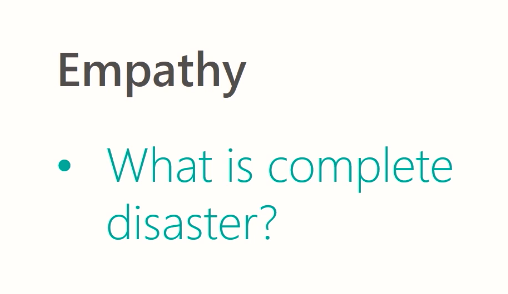 Empathy
• What is complete
disaster?